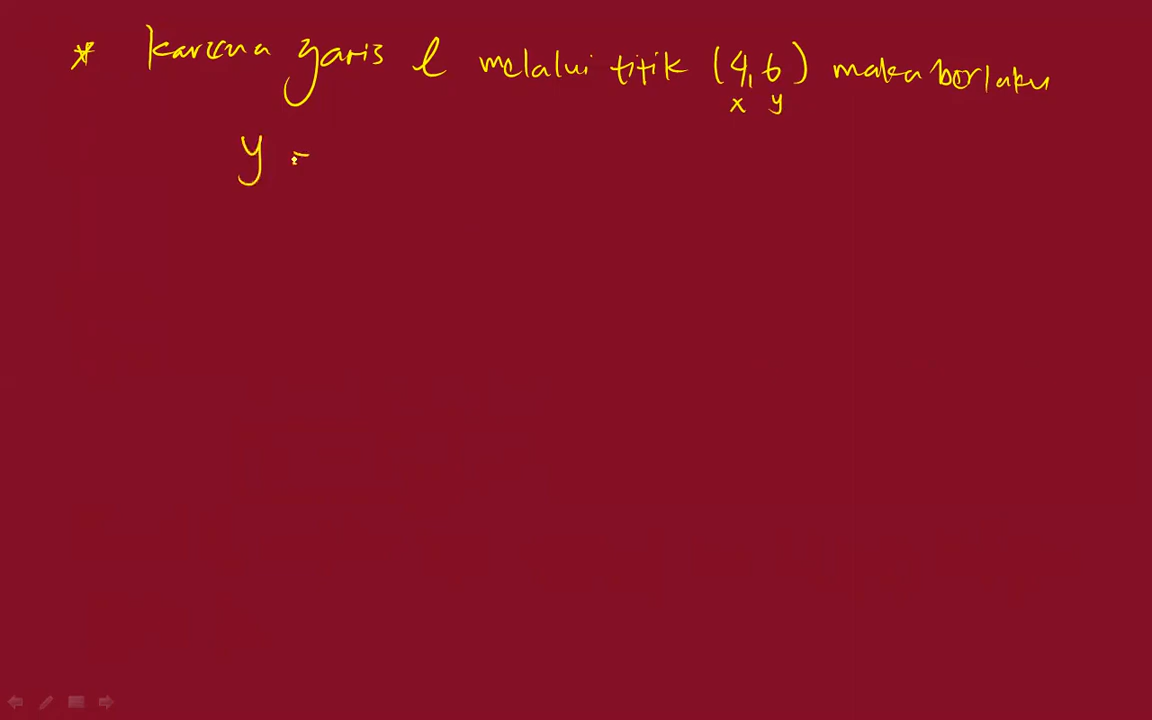 * karena garis l melalui titik (4,6) maka berlaku
x y
y =